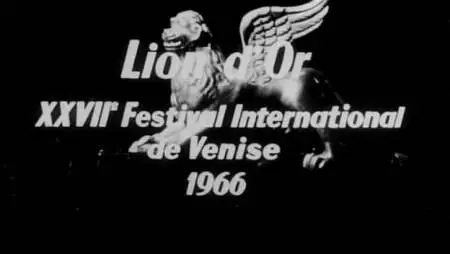 Lion d'Or
XXVIIe Festival International
de Venise
1966